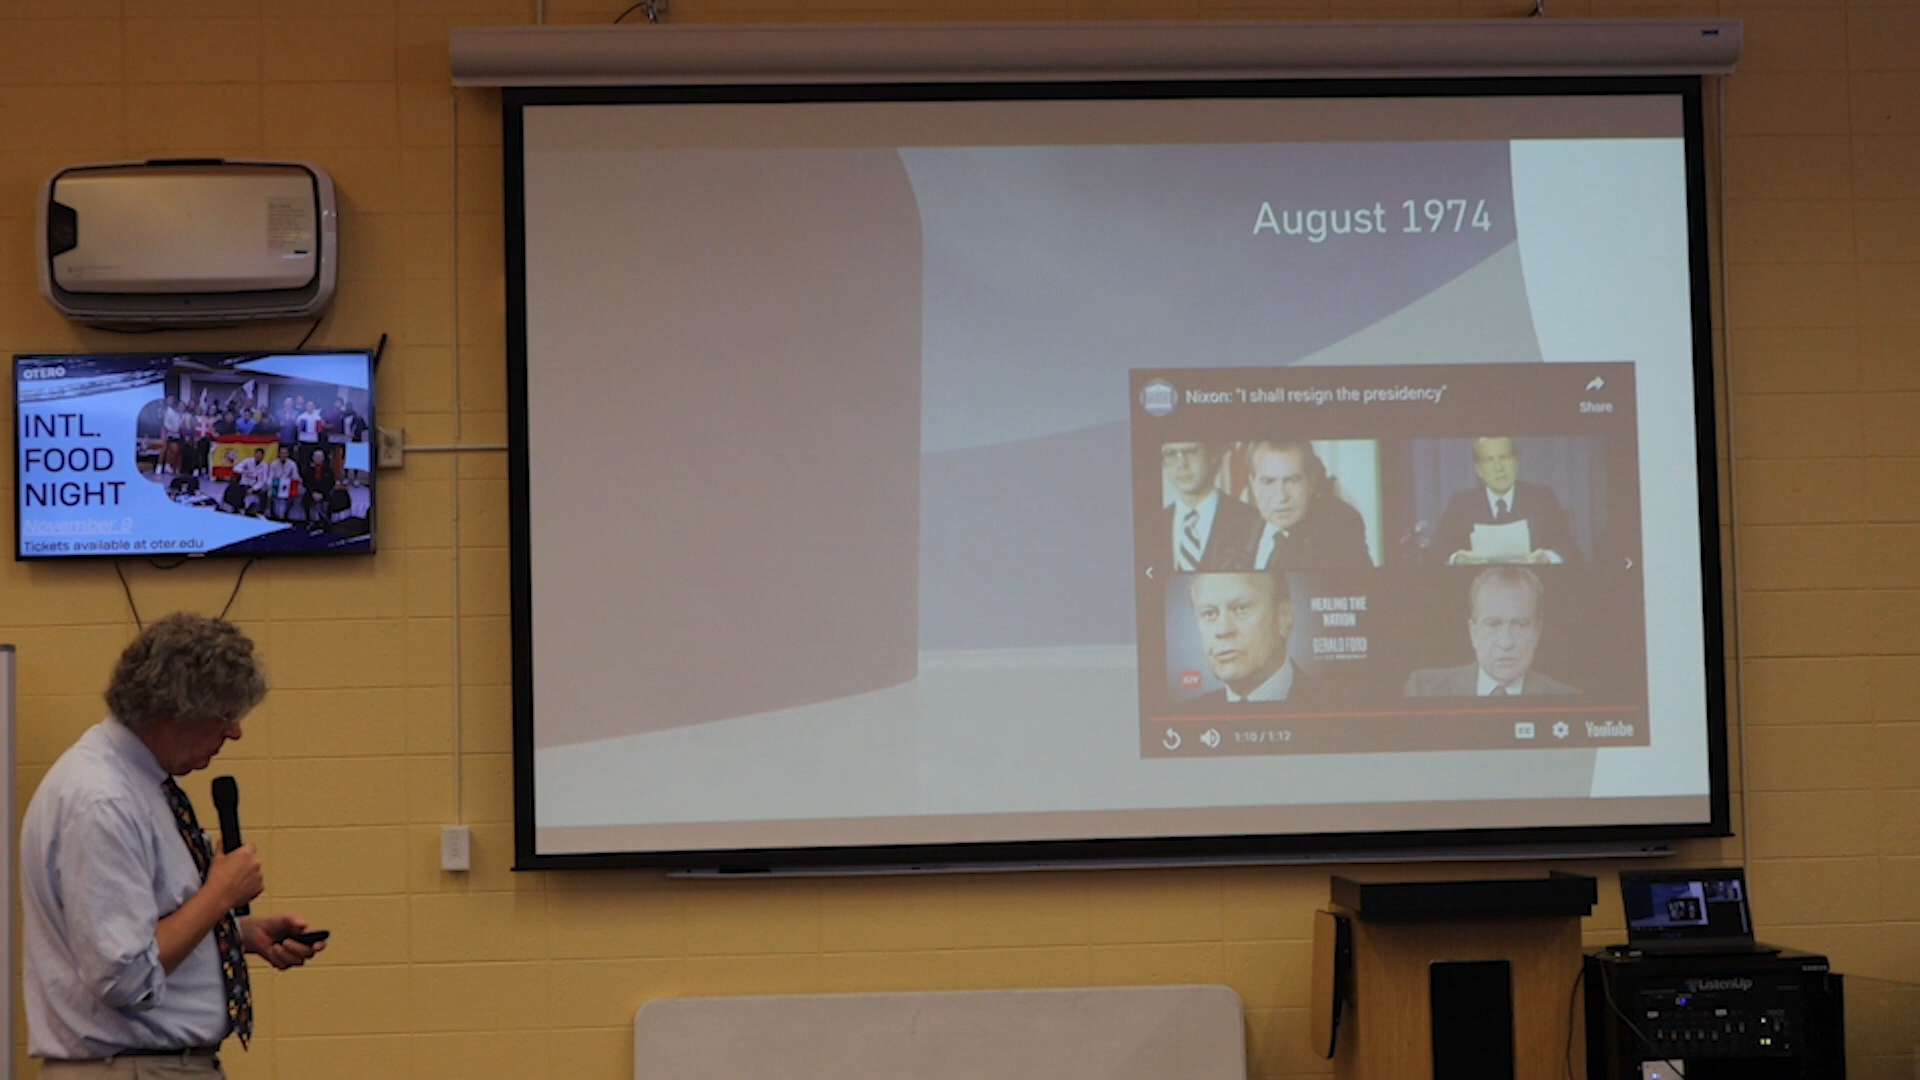 OTERO
INTL.
FOOD
NIGHT
November 9
Tickets available at oter.edu
August 1974
Nixon: "I shall resign the presidency"
Share
HEALING THE
NATION
GERALD FORD
1:10 / 1:12
CC
YouTube
ListenUp